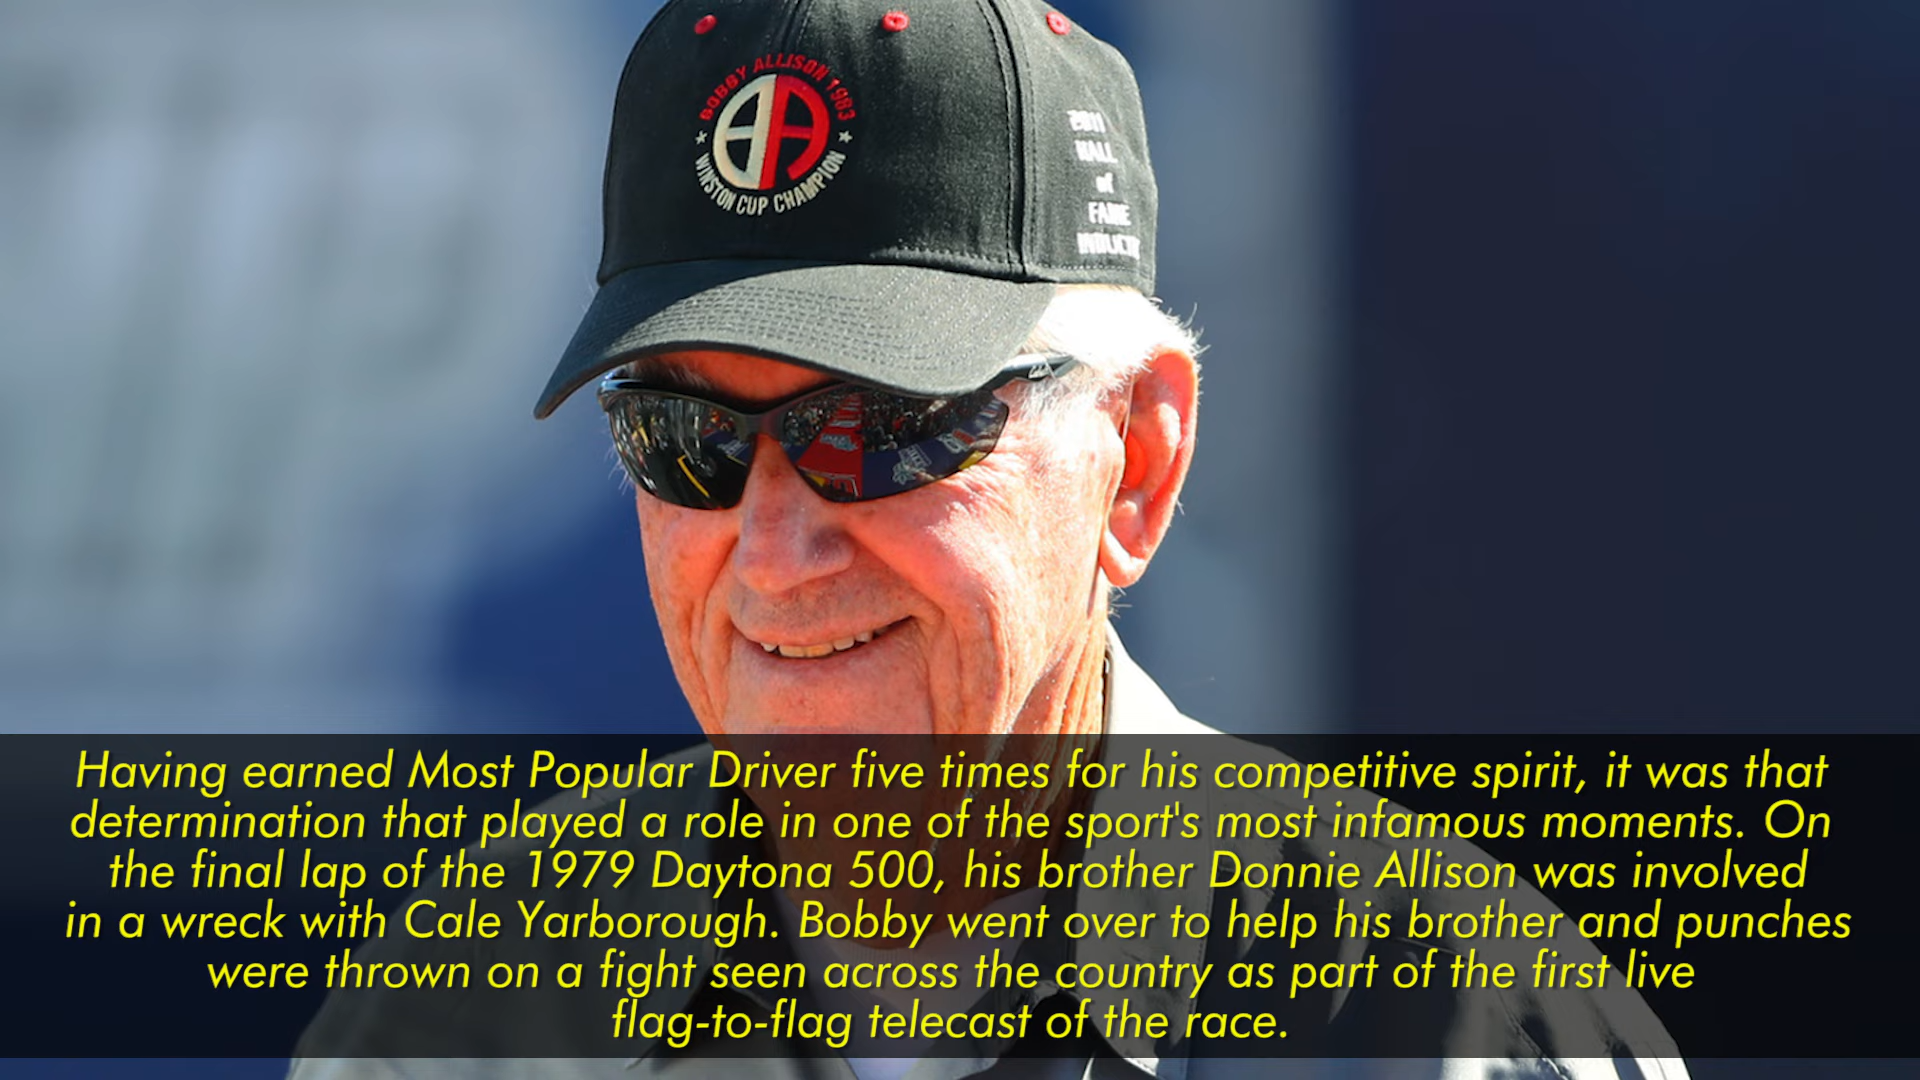 BOBBY ALLISON 1983
WINSTON CUP CHAMPION
2011
HALL
of
FAME
Having earned Most Popular Driver five times for his competitive spirit, it was that
determination that played a role in one of the sport's most infamous moments. On
the final lap of the 1979 Daytona 500, his brother Donnie Allison was involved
in a wreck with Cale Yarborough. Bobby went over to help his brother and punches
were thrown on a fight seen across the country as part of the first live
flag-to-flag telecast of the race.